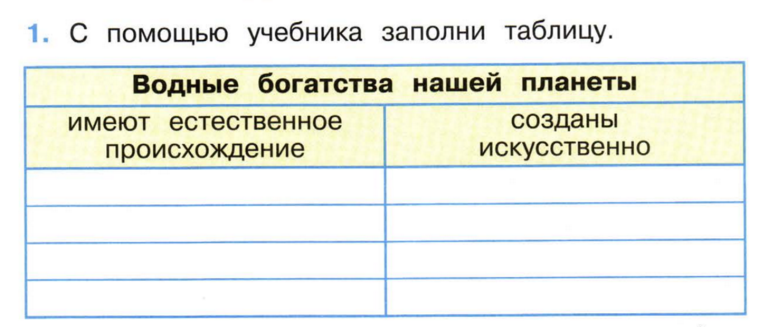 1. С помощью учебника заполни таблицу.
Водные богатства нашей планеты
имеют естественное
происхождение
созданы
искусственно